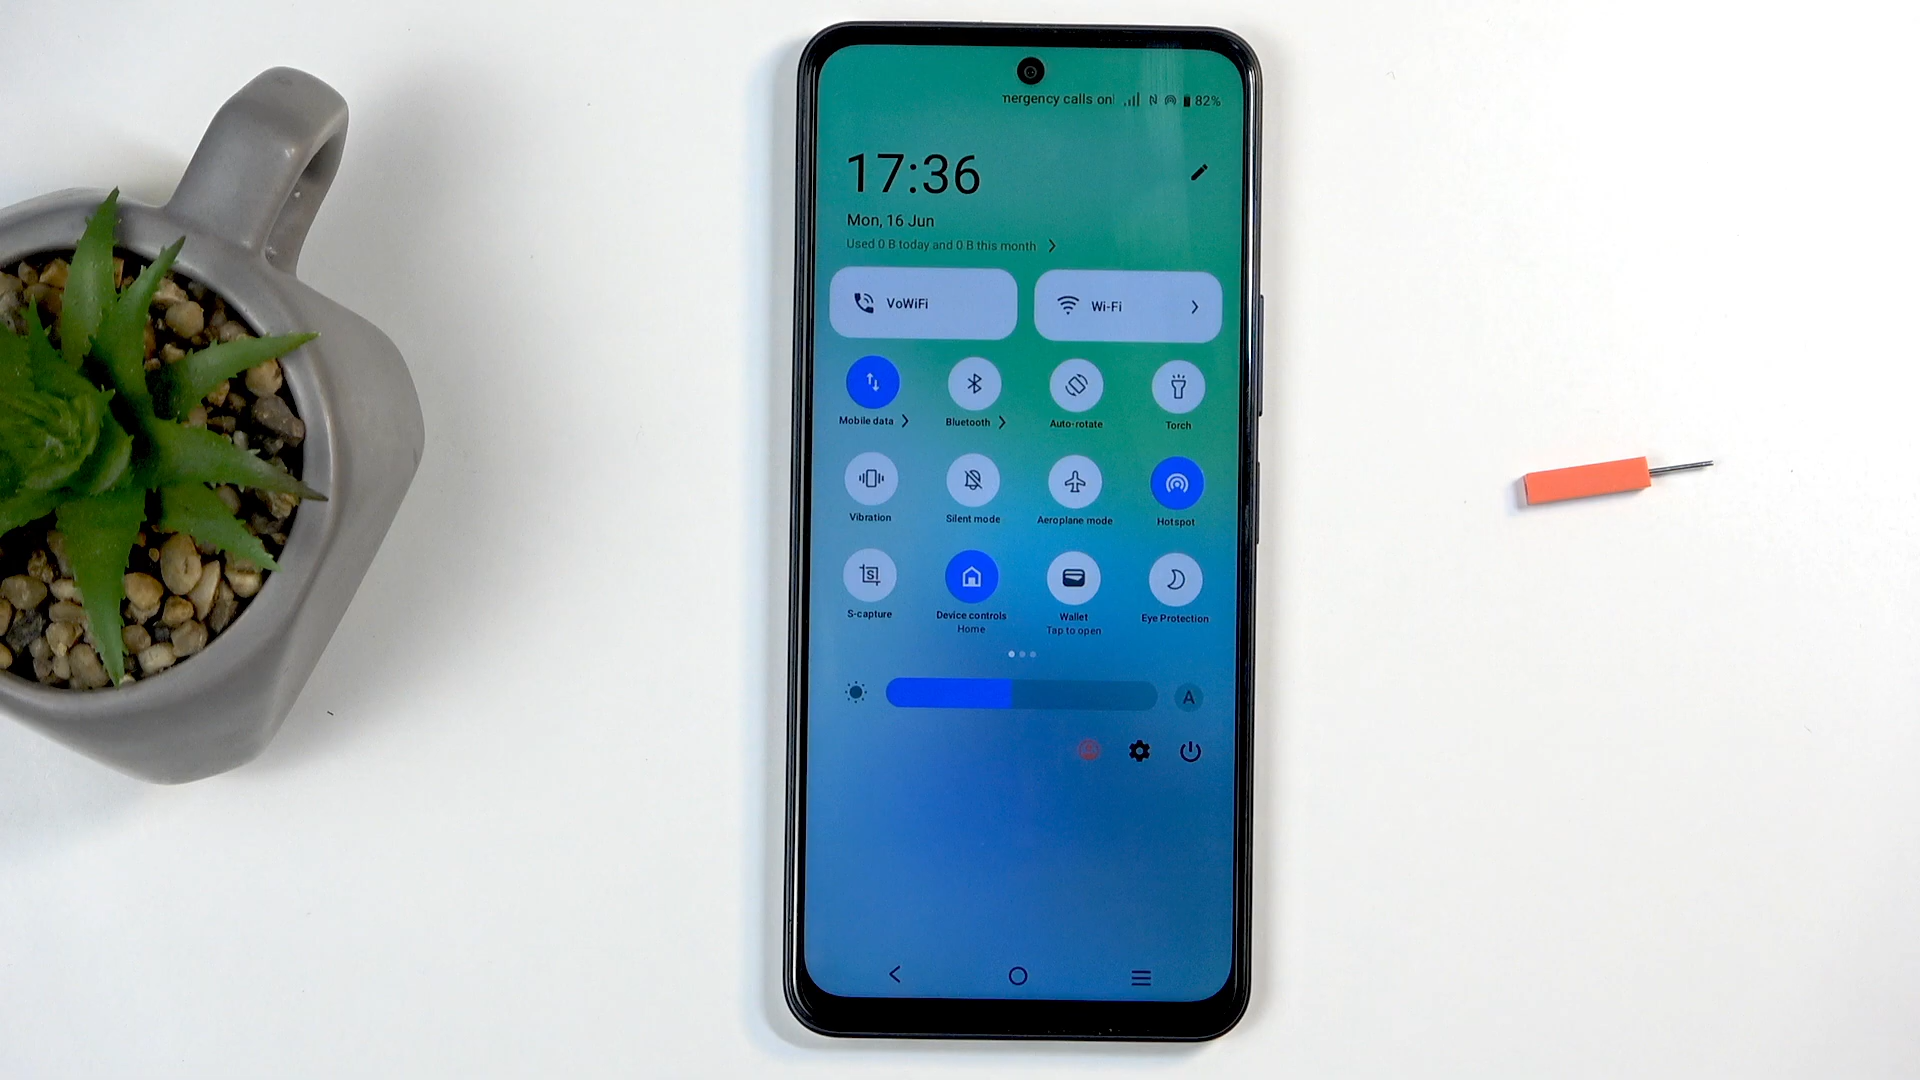 mergency calls onl 82%
17:36
Mon, 16 Jun
Used 0 B today and 0 B this month
VoWiFi Wi-Fi
Mobile data Bluetooth Auto-rotate Torch
Vibration Silent mode Aeroplane mode Hotspot
S-capture Device controls Wallet Eye Protection
Home Tap to open
A